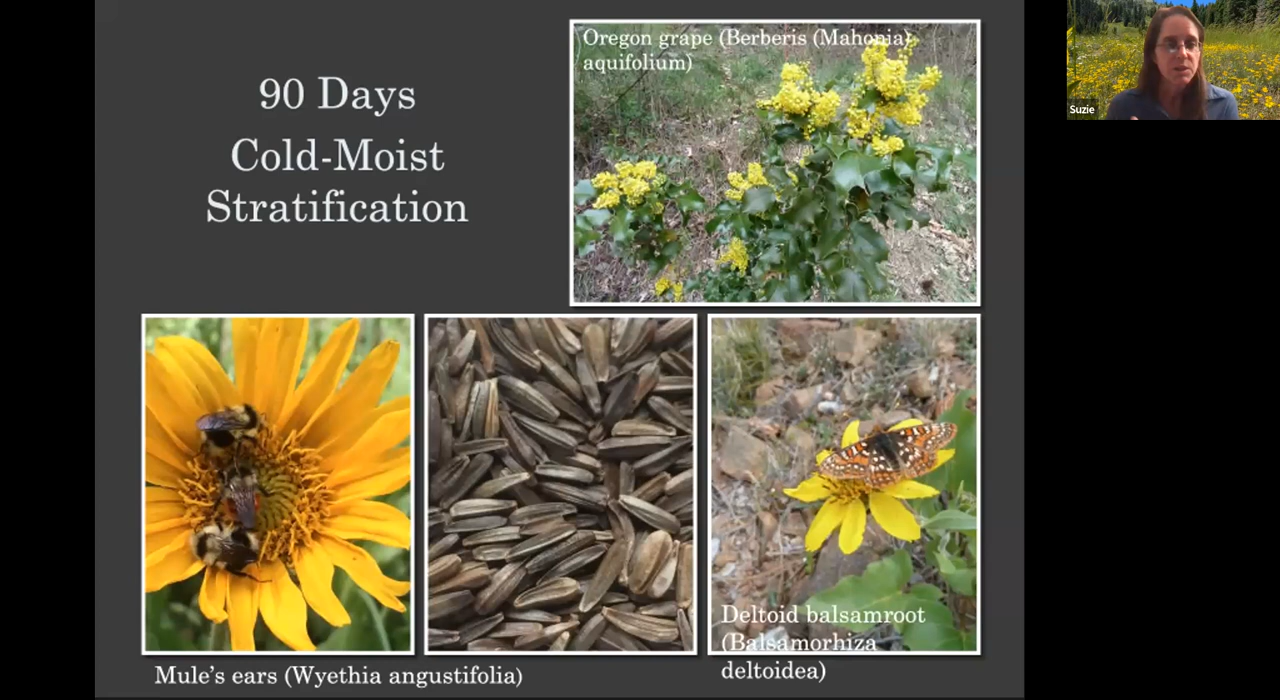 90 Days
Cold-Moist
Stratification
Oregon grape (Berberis (Mahonia)
aquifolium)
Suzie
Deltoid balsamroot
(Balsamorhiza
deltoidea)
Mule's ears (Wyethia angustifolia)